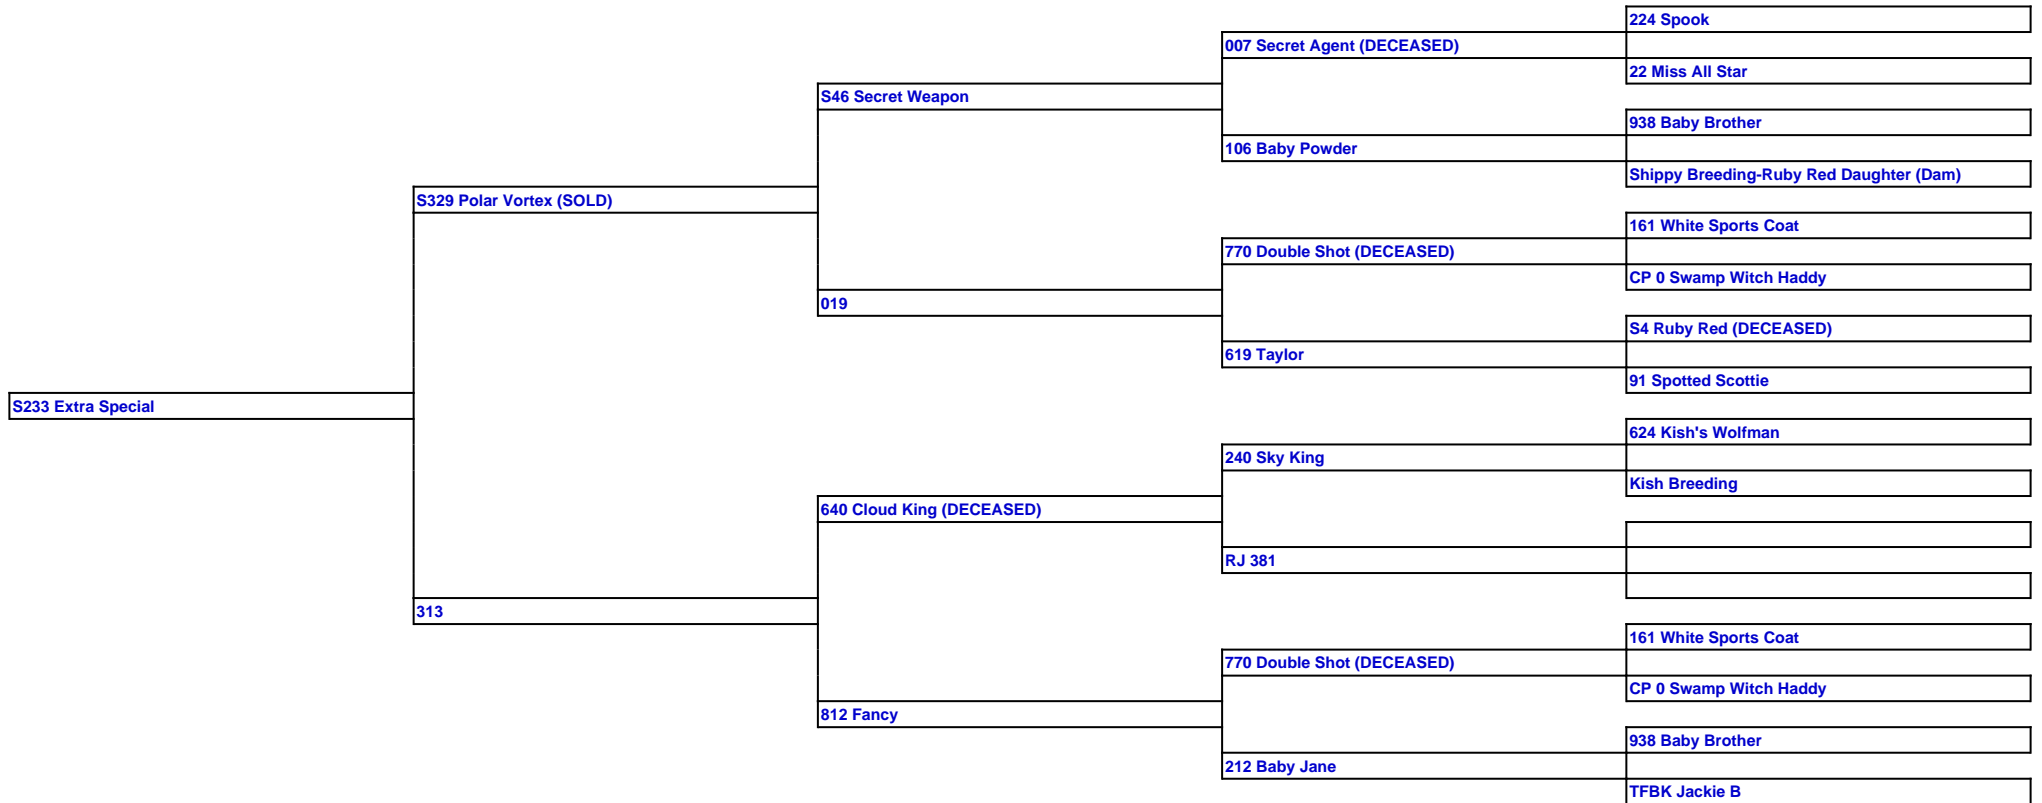 224 Spook
007 Secret Agent (DECEASED)
22 Miss All Star
S46 Secret Weapon
938 Baby Brother
106 Baby Powder
Shippy Breeding-Ruby Red Daughter (Dam)
S329 Polar Vortex (SOLD)
161 White Sports Coat
770 Double Shot (DECEASED)
CP 0 Swamp Witch Haddy
019
S4 Ruby Red (DECEASED)
619 Taylor
91 Spotted Scottie
S233 Extra Special
624 Kish's Wolfman
240 Sky King
Kish Breeding
640 Cloud King (DECEASED)
RJ 381
313
161 White Sports Coat
770 Double Shot (DECEASED)
CP 0 Swamp Witch Haddy
812 Fancy
938 Baby Brother
212 Baby Jane
TFBK Jackie B